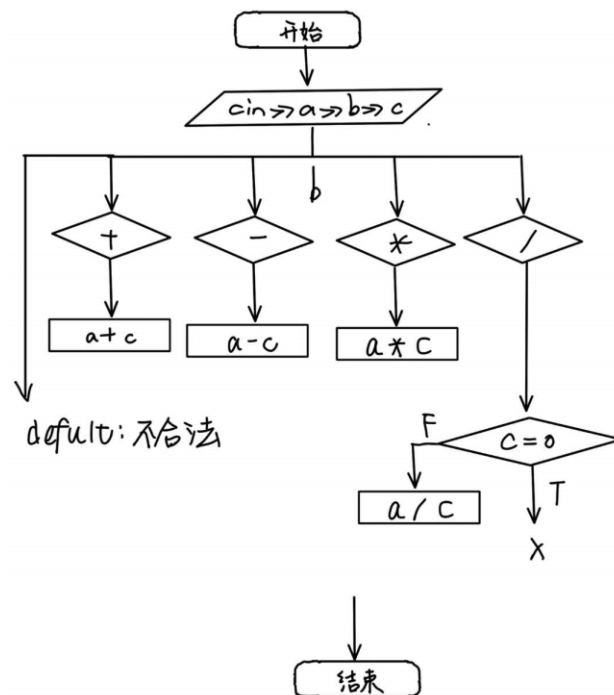 开始
cin>>a>>b>>c
b
+
-
*
/
a+c
a-c
a*c
defult: 不合法
F
c=0
a/c
T
X
结束